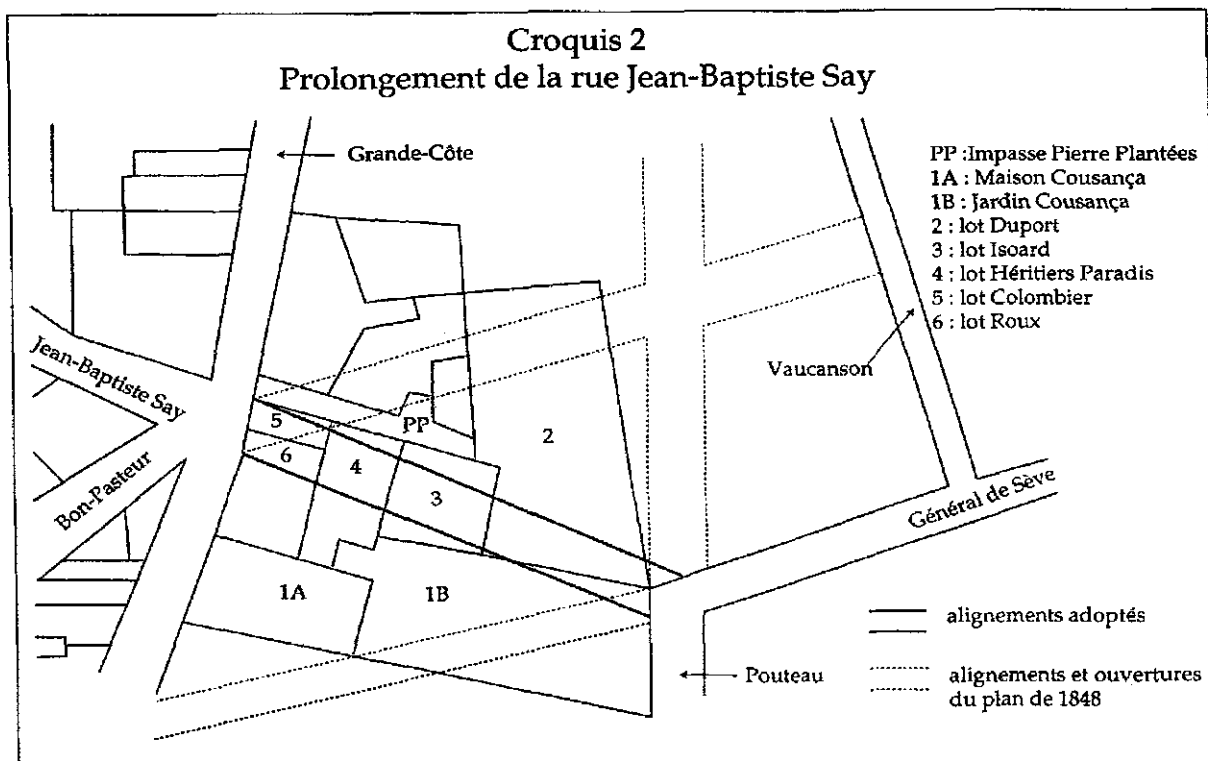 Croquis 2
Prolongement de la rue Jean-Baptiste Say
Grande-Côte
PP :Impasse Pierre Plantées
1A : Maison Cousança
1B : Jardin Cousança
2 : lot Duport
3 : lot Isoard
4 : lot Héritiers Paradis
5 : lot Colombier
6 : lot Roux
Jean-Baptiste Say
Vaucanson
5
PP
2
6
4
3
Bon-Pasteur
Général de Sève
1A
1B
alignements adoptés
Pouteau
alignements et ouvertures
du plan de 1848